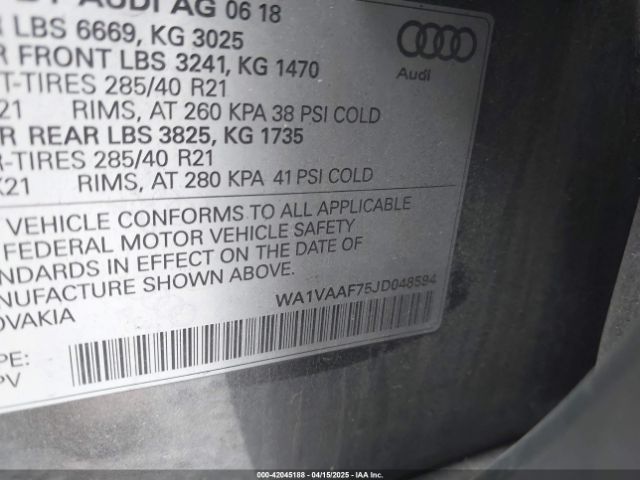 AUDI AG 06 18
LBS 6669, KG 3025
FRONT LBS 3241, KG 1470
-TIRES 285/40 R21
21 RIMS, AT 260 KPA 38 PSI COLD
R REAR LBS 3825, KG 1735
-TIRES 285/40 R21
21 RIMS, AT 280 KPA 41 PSI COLD
VEHICLE CONFORMS TO ALL APPLICABLE
FEDERAL MOTOR VEHICLE SAFETY
ANDARDS IN EFFECT ON THE DATE OF
NUFACTURE SHOWN ABOVE.
OVAKIA
WA1VAAF75JD048594
PE:
PV
Audi
000-42045188 - 04/15/2025 - IAA Inc.